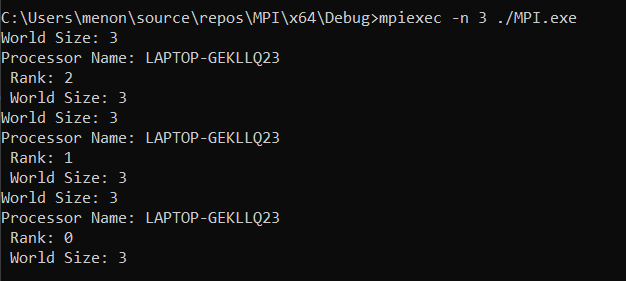 C:\Users\menon\source\repos\MPI\x64\Debug>mpiexec -n 3 ./MPI.exe
World Size: 3
Processor Name: LAPTOP-GEKLLQ23
 Rank: 2
 World Size: 3
World Size: 3
Processor Name: LAPTOP-GEKLLQ23
 Rank: 1
 World Size: 3
World Size: 3
Processor Name: LAPTOP-GEKLLQ23
 Rank: 0
 World Size: 3